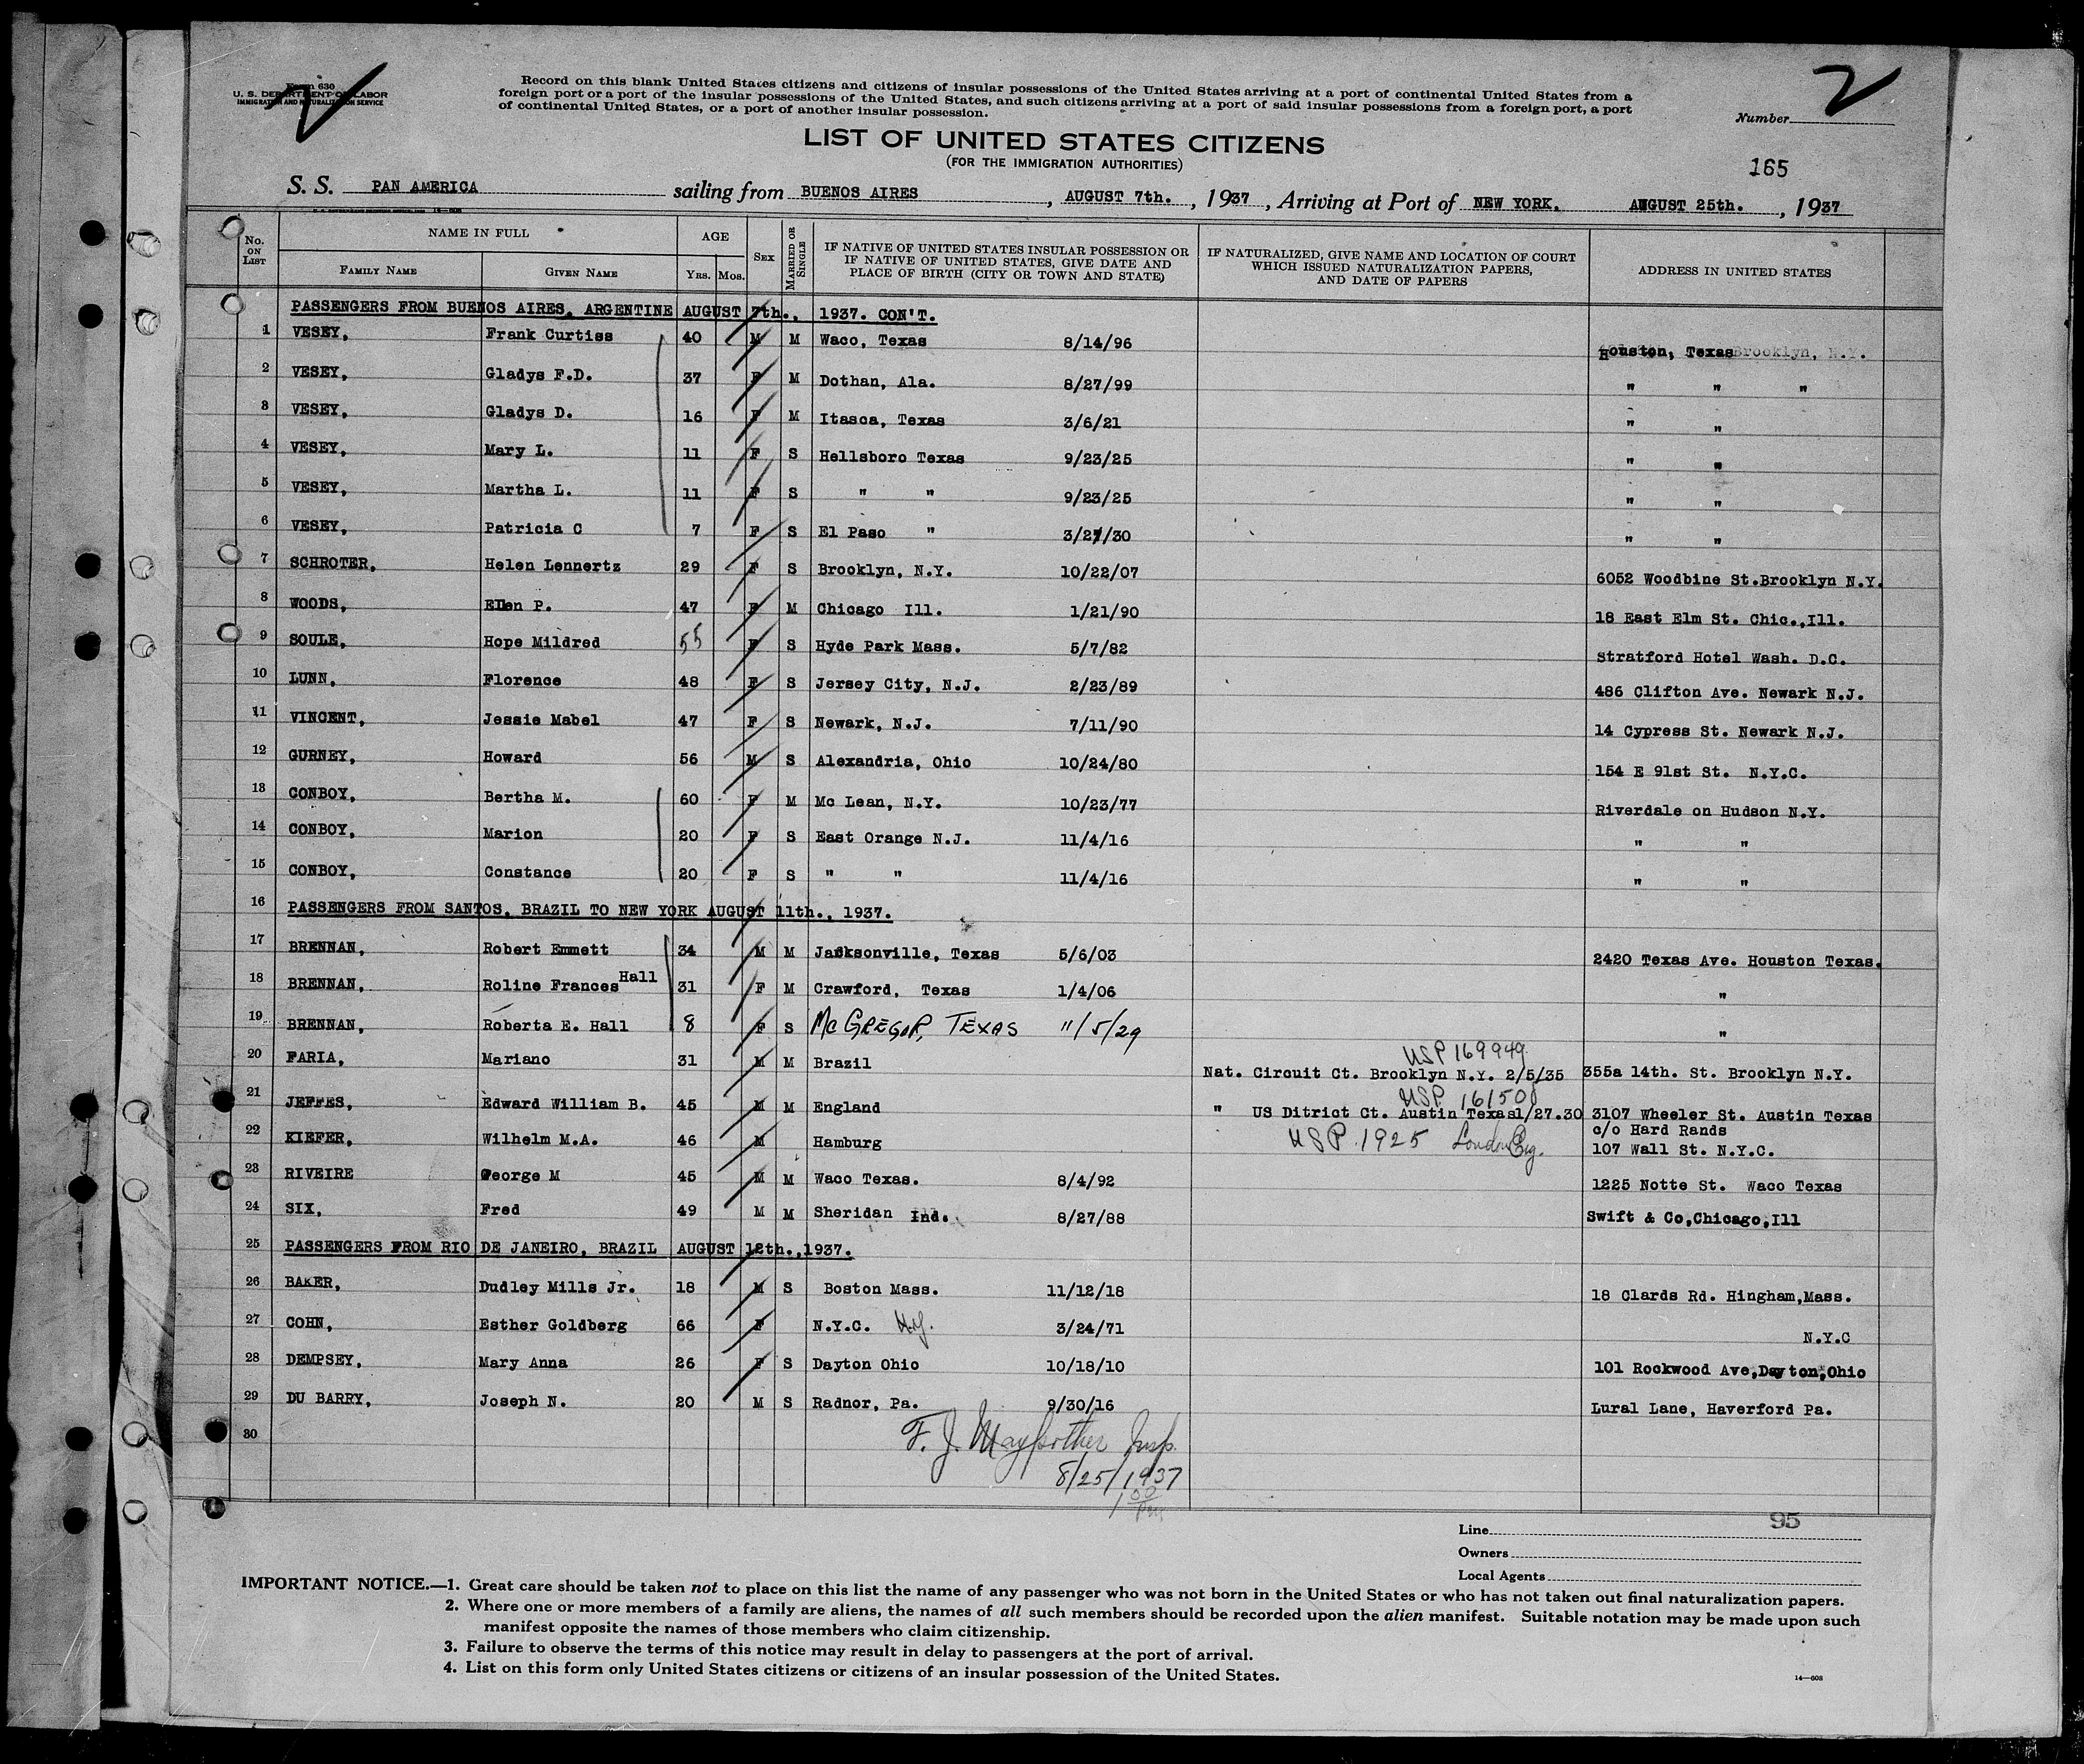 Form 630
U. S. DEPARTMENT OF LABOR
IMMIGRATION AND NATURALIZATION SERVICE
2
Record on this blank United States citizens and citizens of insular possessions of the United States arriving at a port of continental United States from a
foreign port or a port of the insular possessions of the United States, and such citizens arriving at a port of said insular possessions from a foreign port, a port
of continental United States, or a port of another insular possession.
Number 2
LIST OF UNITED STATES CITIZENS
(FOR THE IMMIGRATION AUTHORITIES)
165
S. S. PAN AMERICA sailing from BUENOS AIRES, AUGUST 7th., 1937, Arriving at Port of NEW YORK. AUGUST 25th., 1937
No. ON LIST NAME IN FULL FAMILY NAME GIVEN NAME AGE YRS. MOS. SEX MARRIED OR SINGLE IF NATIVE OF UNITED STATES INSULAR POSSESSION OR IF NATIVE OF UNITED STATES, GIVE DATE AND PLACE OF BIRTH (CITY OR TOWN AND STATE) IF NATURALIZED, GIVE NAME AND LOCATION OF COURT WHICH ISSUED NATURALIZATION PAPERS, AND DATE OF PAPERS ADDRESS IN UNITED STATES
PASSENGERS FROM BUENOS AIRES, ARGENTINE AUGUST 7th., 1937. CON'T.
1 VESEY, Frank Curtiss 40 M M Waco, Texas 8/14/96 Houston, Texas Brooklyn, N.Y.
2 VESEY, Gladys F.D. 37 F M Dothan, Ala. 8/27/99 " " "
3 VESEY, Gladys D. 16 F M Itasca, Texas 3/6/21 " "
4 VESEY, Mary L. 11 F S Hellsboro Texas 9/23/25 " "
5 VESEY, Martha L. 11 F S " " 9/23/25 " "
6 VESEY, Patricia C 7 F S El Paso " 3/27/30 " "
7 SCHROTER, Helen Lennertz 29 F S Brooklyn, N.Y. 10/22/07 6052 Woodbine St.Brooklyn N.Y.
8 WOODS, Ellen P. 47 F M Chicago Ill. 1/21/90 18 East Elm St. Chic.,Ill.
9 SOULE, Hope Mildred 55 F S Hyde Park Mass. 5/7/82 Stratford Hotel Wash. D.C.
10 LUNN, Florence 48 F S Jersey City, N.J. 2/23/89 486 Clifton Ave. Newark N.J.
11 VINCENT, Jessie Mabel 47 F S Newark, N.J. 7/11/90 14 Cypress St. Newark N.J.
12 GURNEY, Howard 56 M S Alexandria, Ohio 10/24/80 154 E 91st St. N.Y.C.
13 CONBOY, Bertha M. 60 F M Mc Lean, N.Y. 10/23/77 Riverdale on Hudson N.Y.
14 CONBOY, Marion 20 F S East Orange N.J. 11/4/16 " "
15 CONBOY, Constance 20 F S " " 11/4/16 " "
16 PASSENGERS FROM SANTOS, BRAZIL TO NEW YORK AUGUST 11th., 1937.
17 BRENNAN, Robert Emmett 34 M M Jacksonville, Texas 5/6/03 2420 Texas Ave. Houston Texas.
18 BRENNAN, Roline Frances Hall 31 F M Crawford, Texas 1/4/06 "
19 BRENNAN, Roberta E. Hall 8 F S Mc GREGOR, TEXAS 11/5/29 "
20 FARIA, Mariano 31 M M Brazil USP 169949 Nat. Circuit Ct. Brooklyn N.Y. 2/5/35 355a 14th. St. Brooklyn N.Y.
21 JEFFES, Edward William B. 45 M M England USP 161508 " US Ditrict Ct. Austin Texas1/27.30 3107 Wheeler St. Austin Texas
22 KIEFER, Wilhelm M.A. 46 M Hamburg USP 1925 London Eng. c/o Hard Rands
107 Wall St. N.Y.C.
23 RIVEIRE George M 45 M M Waco Texas. 8/4/92 1225 Notte St. Waco Texas
24 SIX, Fred 49 M M Sheridan Ind. 8/27/88 Swift & Co,Chicago,Ill
25 PASSENGERS FROM RIO DE JANEIRO, BRAZIL AUGUST 12th.,1937.
26 BAKER, Dudley Mills Jr. 18 M S Boston Mass. 11/12/18 18 Clards Rd. Hingham,Mass.
27 COHN, Esther Goldberg 66 F N.Y.C. N.Y. 3/24/71 N.Y.C
28 DEMPSEY, Mary Anna 26 F S Dayton Ohio 10/18/10 101 Rockwood Ave,Dayton,Ohio
29 DU BARRY, Joseph N. 20 M S Radnor, Pa. 9/30/16 Lural Lane, Haverford Pa.
30
F. J. Maypother Insp.
8/25/1937
1 00 PM
95
Line
Owners
Local Agents
IMPORTANT NOTICE.—1. Great care should be taken not to place on this list the name of any passenger who was not born in the United States or who has not taken out final naturalization papers.
2. Where one or more members of a family are aliens, the names of all such members should be recorded upon the alien manifest. Suitable notation may be made upon such
manifest opposite the names of those members who claim citizenship.
3. Failure to observe the terms of this notice may result in delay to passengers at the port of arrival.
4. List on this form only United States citizens or citizens of an insular possession of the United States.
14—608